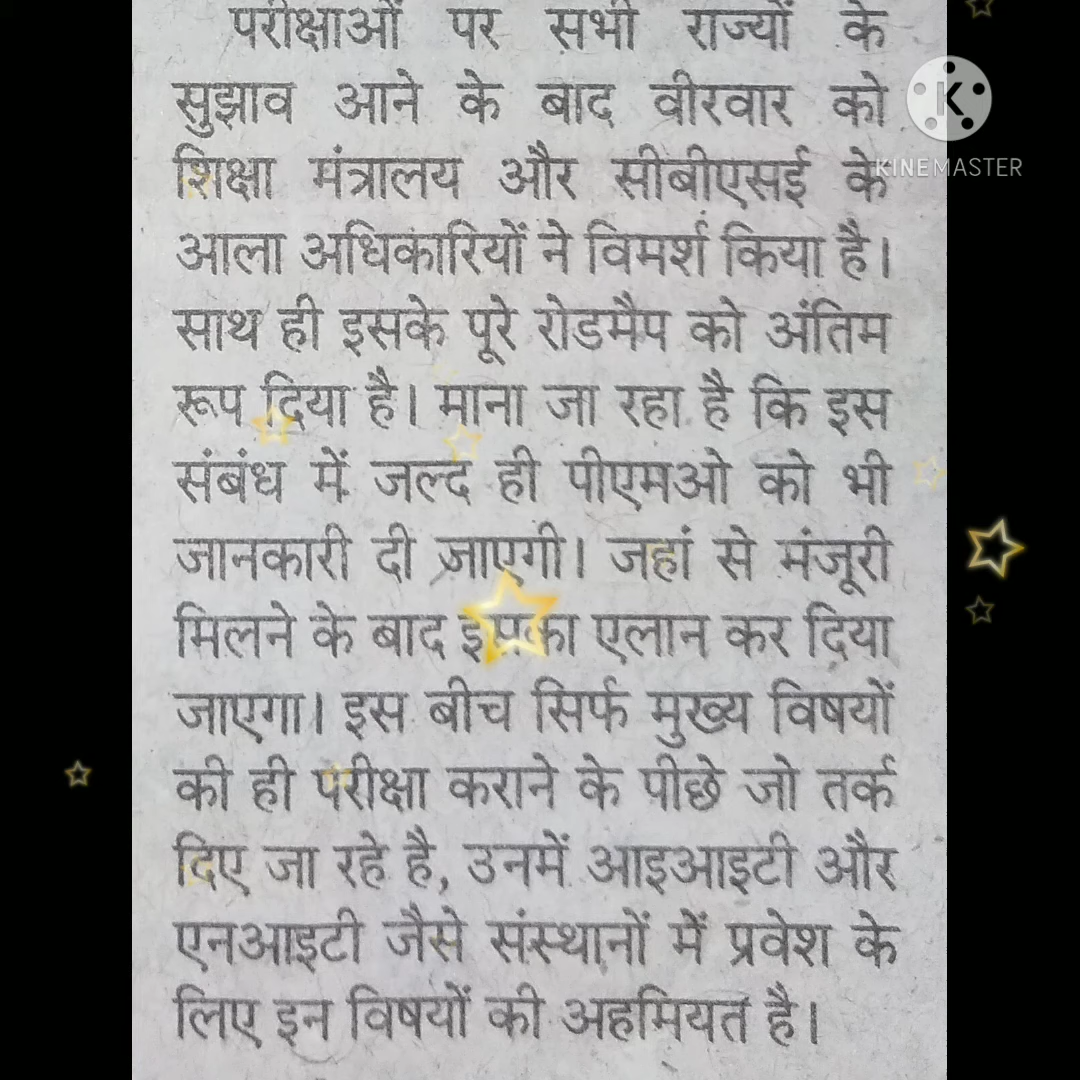 परीक्षाओं पर सभी राज्यों के
सुझाव आने के बाद वीरवार को
K
KINEMASTER
शिक्षा मंत्रालय और सीबीएसई के
आला अधिकारियों ने विमर्श किया है।
साथ ही इसके पूरे रोडमैप को अंतिम
रूप दिया है। माना जा रहा है कि इस
संबंध में जल्द ही पीएमओ को भी
जानकारी दी जाएगी। जहां से मंजूरी
मिलने के बाद इसका एलान कर दिया
जाएगा। इस बीच सिर्फ मुख्य विषयों
की ही परीक्षा कराने के पीछे जो तर्क
दिए जा रहे है, उनमें आइआइटी और
एनआइटी जैसे संस्थानों में प्रवेश के
लिए इन विषयों की अहमियत है।